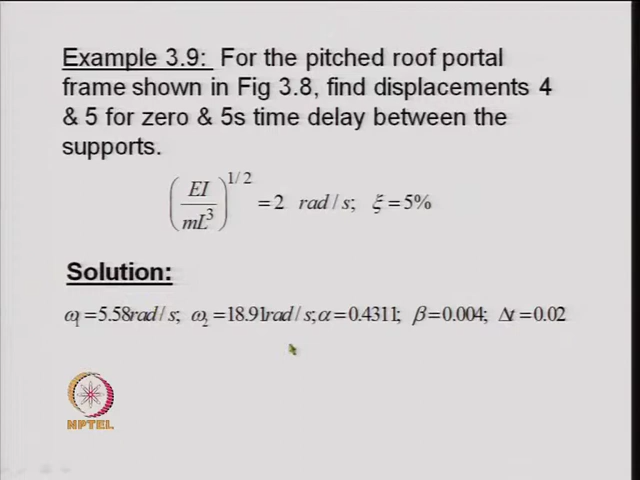 Example 3.9: For the pitched roof portal
frame shown in Fig 3.8, find displacements 4
& 5 for zero & 5s time delay between the
supports.
(EI/mL³)^1/2 = 2 rad/s; ξ = 5%
Solution:
ω₁ = 5.58rad/s; ω₂ = 18.91rad/s; α = 0.4311; β = 0.004; Δt = 0.02
NPTEL